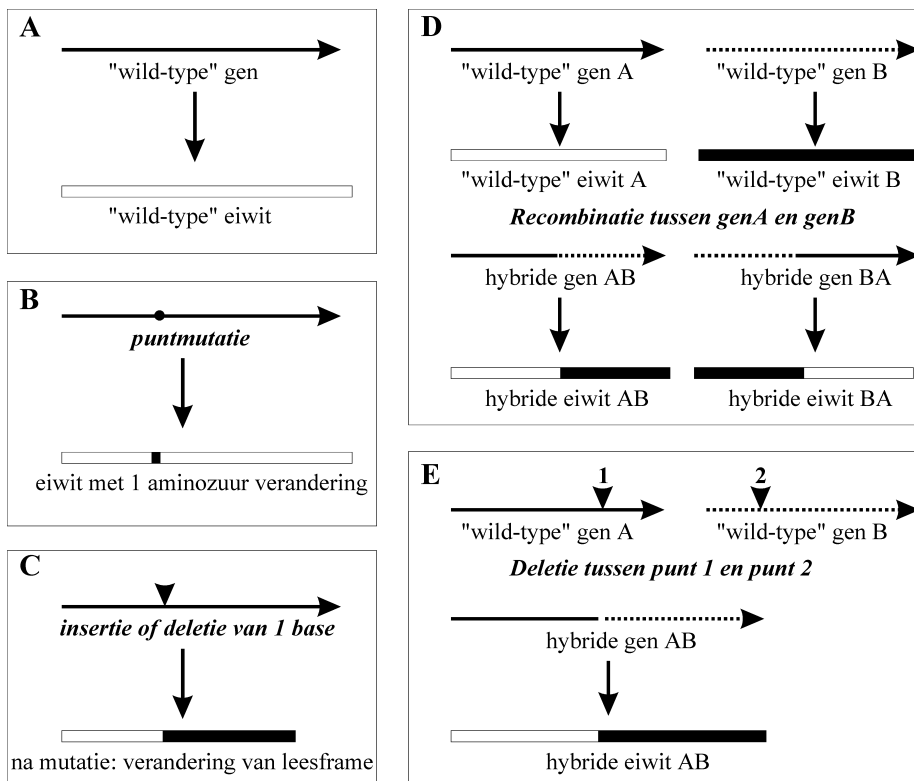 A
"wild-type" gen
"wild-type" eiwit
B
puntmutatie
eiwit met 1 aminozuur verandering
C
insertie of deletie van 1 base
na mutatie: verandering van leesframe
D
"wild-type" gen A
"wild-type" gen B
"wild-type" eiwit A
"wild-type" eiwit B
Recombinatie tussen genA en genB
hybride gen AB
hybride gen BA
hybride eiwit AB
hybride eiwit BA
E
1
2
"wild-type" gen A
"wild-type" gen B
Deletie tussen punt 1 en punt 2
hybride gen AB
hybride eiwit AB